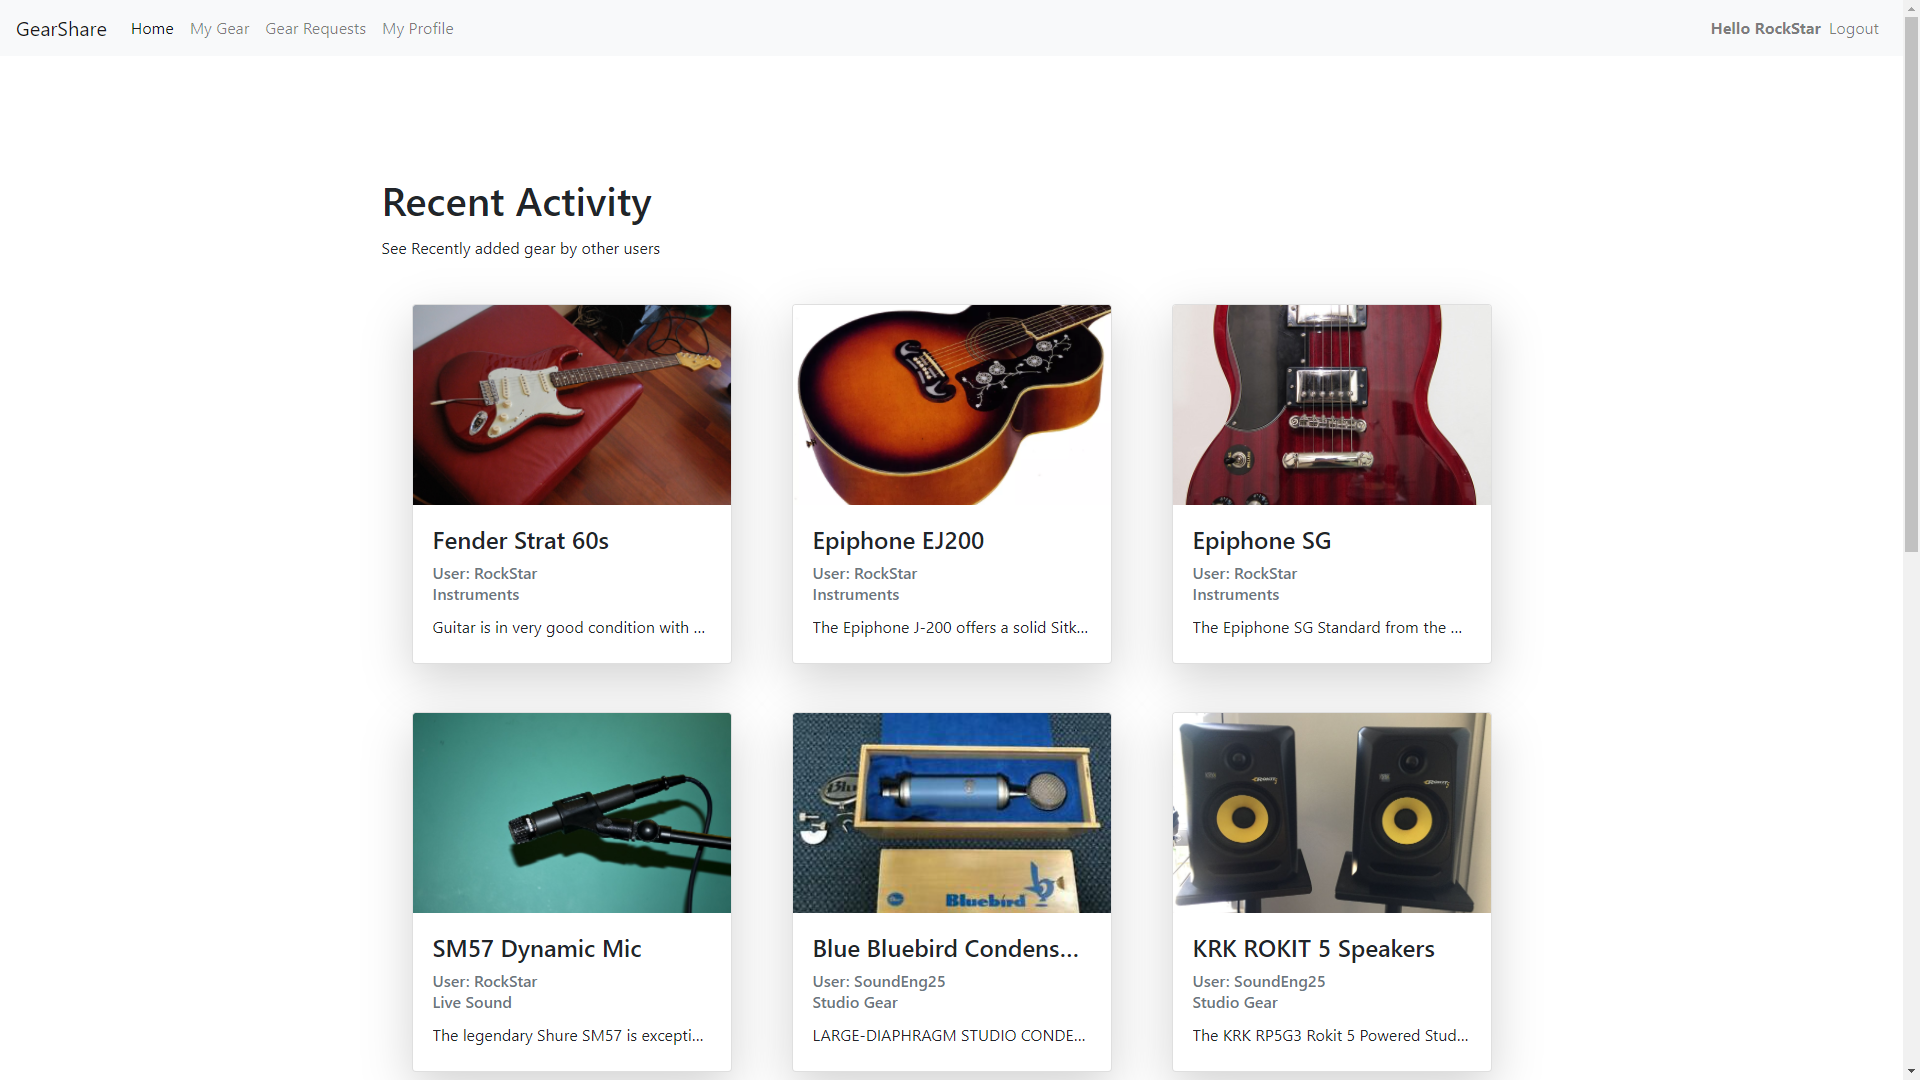 GearShare Home My Gear Gear Requests My Profile Hello RockStar Logout
Recent Activity
See Recently added gear by other users
Fender Strat 60s
User: RockStar
Instruments
Guitar is in very good condition with ...
Epiphone EJ200
User: RockStar
Instruments
The Epiphone J-200 offers a solid Sitk...
Epiphone SG
User: RockStar
Instruments
The Epiphone SG Standard from the ...
SM57 Dynamic Mic
User: RockStar
Live Sound
The legendary Shure SM57 is excepti...
Blue
Bluebird
Blue Bluebird Condens...
User: SoundEng25
Studio Gear
LARGE-DIAPHRAGM STUDIO CONDE...
KRK ROKIT 5 Speakers
User: SoundEng25
Studio Gear
The KRK RP5G3 Rokit 5 Powered Stud...